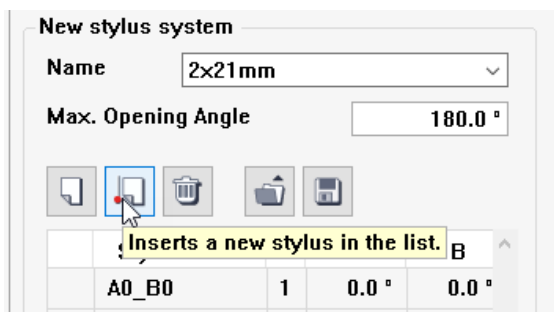 New stylus system
Name
2x21mm
Max. Opening Angle
180.0 °
Inserts a new stylus in the list.
B
A0_B0 1 0.0 ° 0.0 °